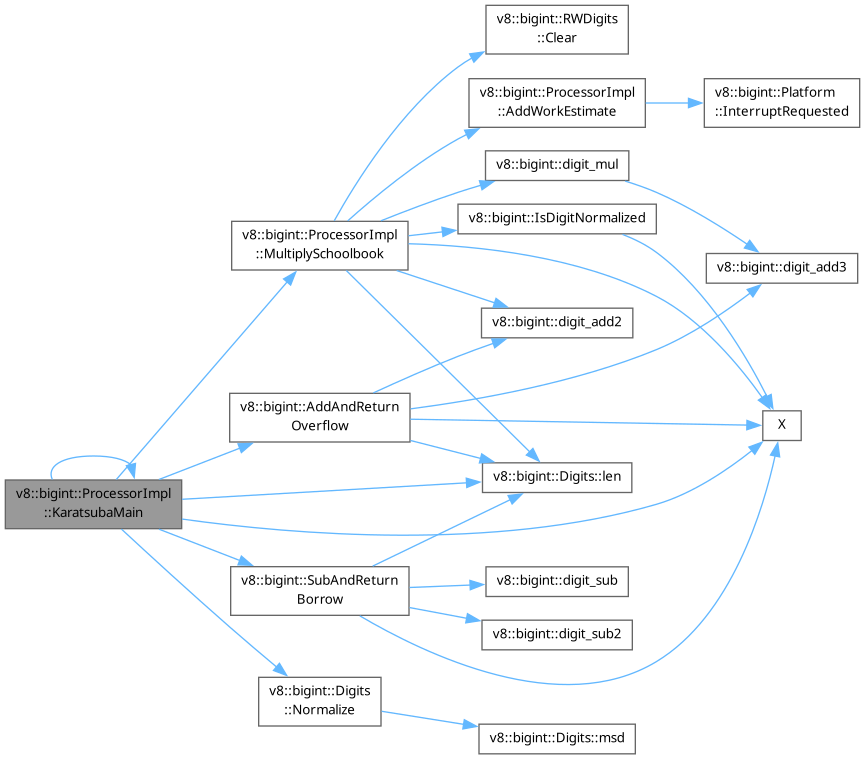 v8::bigint::RWDigits
::Clear
v8::bigint::ProcessorImpl
::AddWorkEstimate
v8::bigint::Platform
::InterruptRequested
v8::bigint::digit_mul
v8::bigint::IsDigitNormalized
v8::bigint::ProcessorImpl
::MultiplySchoolbook
v8::bigint::digit_add3
v8::bigint::digit_add2
v8::bigint::AddAndReturn
Overflow
X
v8::bigint::Digits::len
v8::bigint::ProcessorImpl
::KaratsubaMain
v8::bigint::SubAndReturn
Borrow
v8::bigint::digit_sub
v8::bigint::digit_sub2
v8::bigint::Digits
::Normalize
v8::bigint::Digits::msd